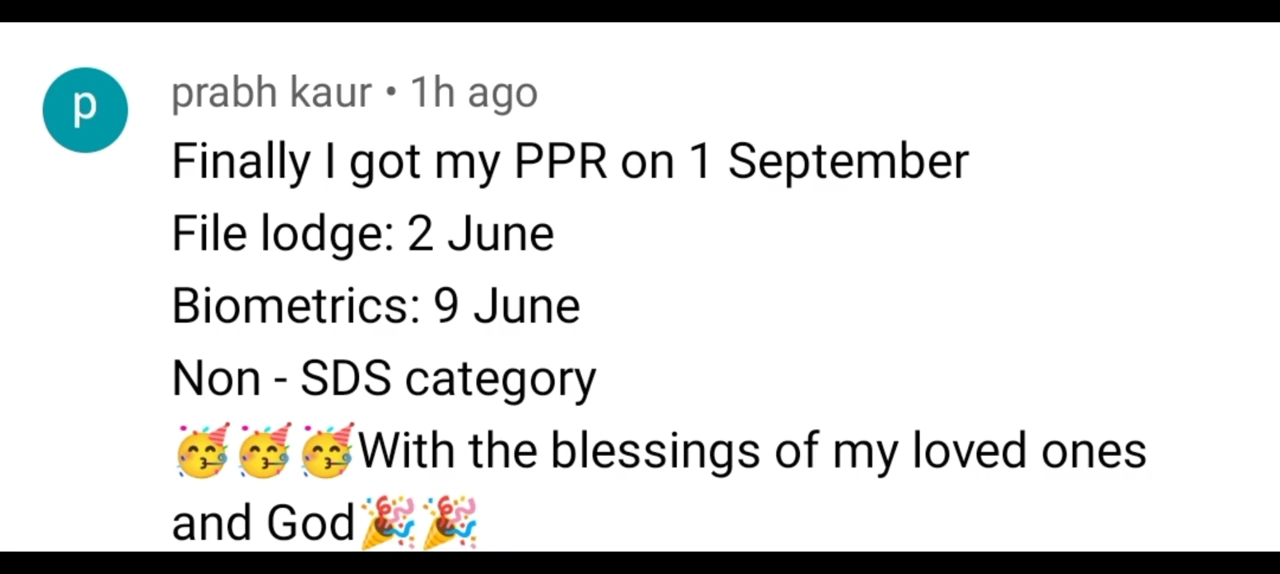 p
prabh kaur • 1h ago
Finally I got my PPR on 1 September
File lodge: 2 June
Biometrics: 9 June
Non - SDS category
🥳🥳🥳With the blessings of my loved ones
and God🎉🎉